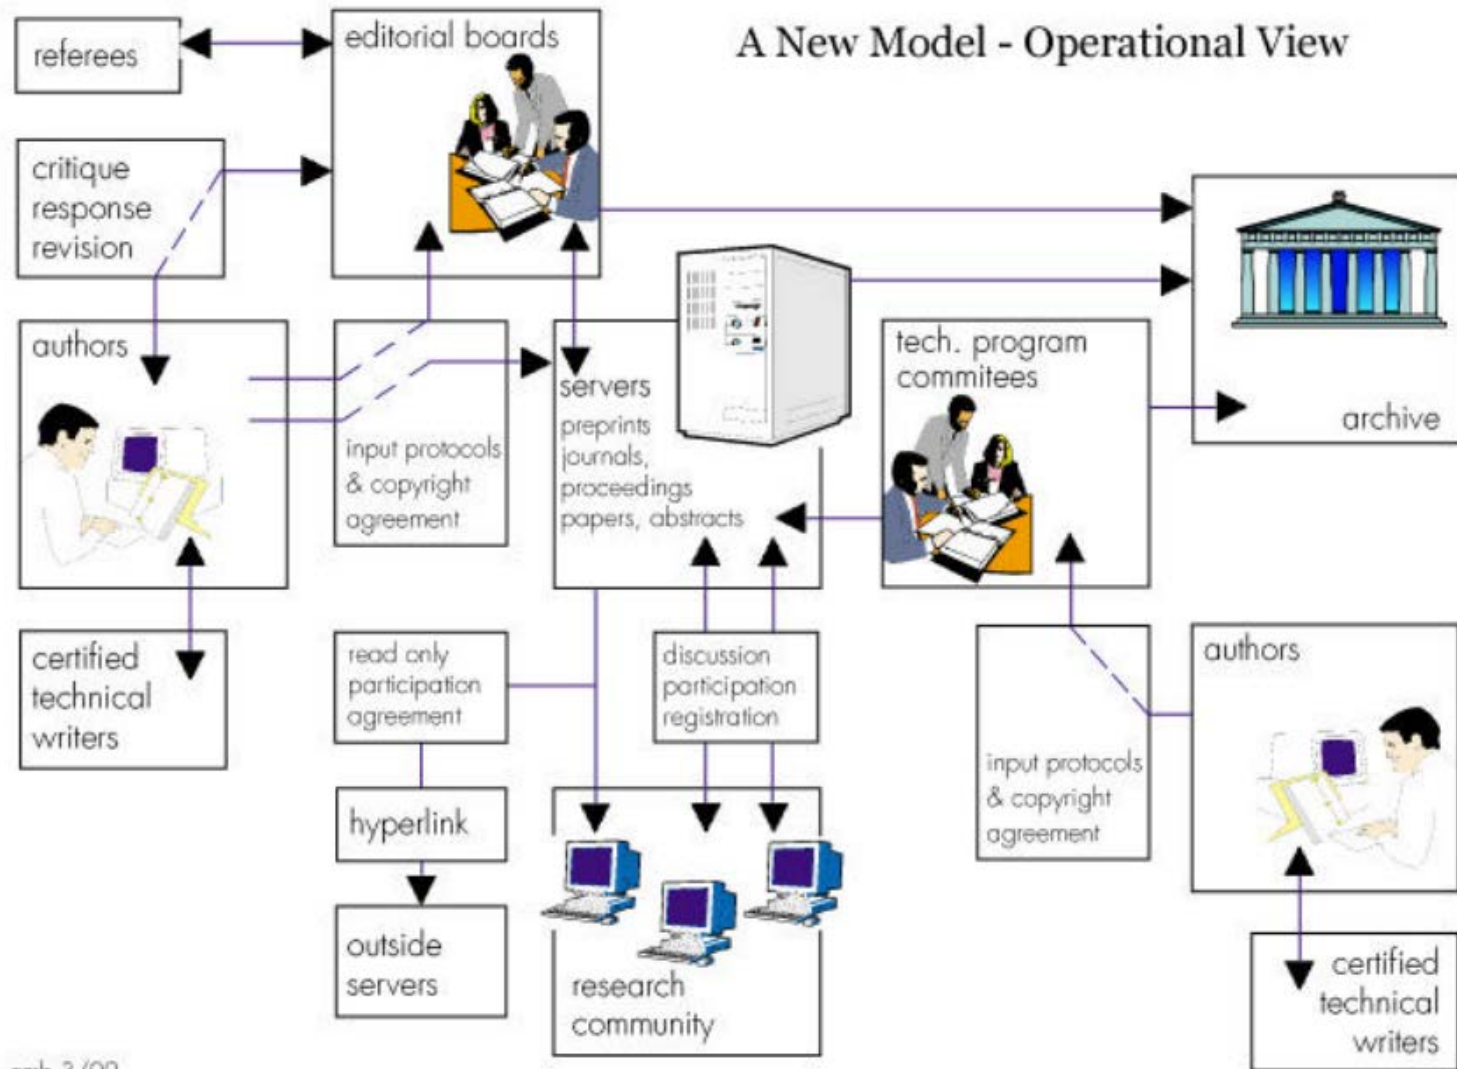 A New Model - Operational View
referees
editorial boards
critique
response
revision
authors
input protocols
& copyright
agreement
servers
preprints
journals,
proceedings
papers, abstracts
tech. program
commitees
archive
certified
technical
writers
read only
participation
agreement
discussion
participation
registration
hyperlink
outside
servers
research
community
input protocols
& copyright
agreement
authors
certified
technical
writers